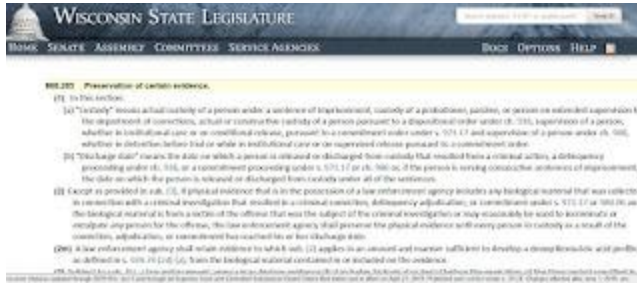 WISCONSIN STATE LEGISLATURE
HOME SENATE ASSEMBLY COMMITTEES SERVICE AGENCIES DOCS OPTIONS HELP
968.205 Preservation of certain evidence.
(1) In this section:
(a) "Custody" means actual custody of a person under a sentence of imprisonment, custody of a probationer, parolee, or person on extended supervision b
the department of corrections, actual or constructive custody of a person pursuant to a dispositional order under ch. 938, supervision of a person,
whether in institutional care or on conditional release, pursuant to a commitment order under s. 971.17 and supervision of a person under ch. 980,
whether in detention before trial or while in institutional care or on supervised release pursuant to a commitment order.
(b) "Discharge date" means the date on which a person is released or discharged from custody that resulted from a criminal action, a delinquency
proceeding under ch. 938, or a commitment proceeding under s. 971.17 or ch. 980 or, if the person is serving consecutive sentences of imprisonment,
the date on which the person is released or discharged from custody under all of the sentences.
(2) Except as provided in sub. (3), if physical evidence that is in the possession of a law enforcement agency includes any biological material that was collecte
in connection with a criminal investigation that resulted in a criminal conviction, delinquency adjudication, or commitment under s. 971.17 or 980.06 an
the biological material is from a victim of the offense that was the subject of the criminal investigation or may reasonably be used to incriminate or
exculpate any person for the offense, the law enforcement agency shall preserve the physical evidence until every person in custody as a result of the
conviction, adjudication, or commitment has reached his or her discharge date.
(2m) A law enforcement agency shall retain evidence to which sub. (2) applies in an amount and manner sufficient to develop a deoxyribonucleic acid profile,
as defined in s. 939.74 (2d) (a), from the biological material contained in or included on the evidence.